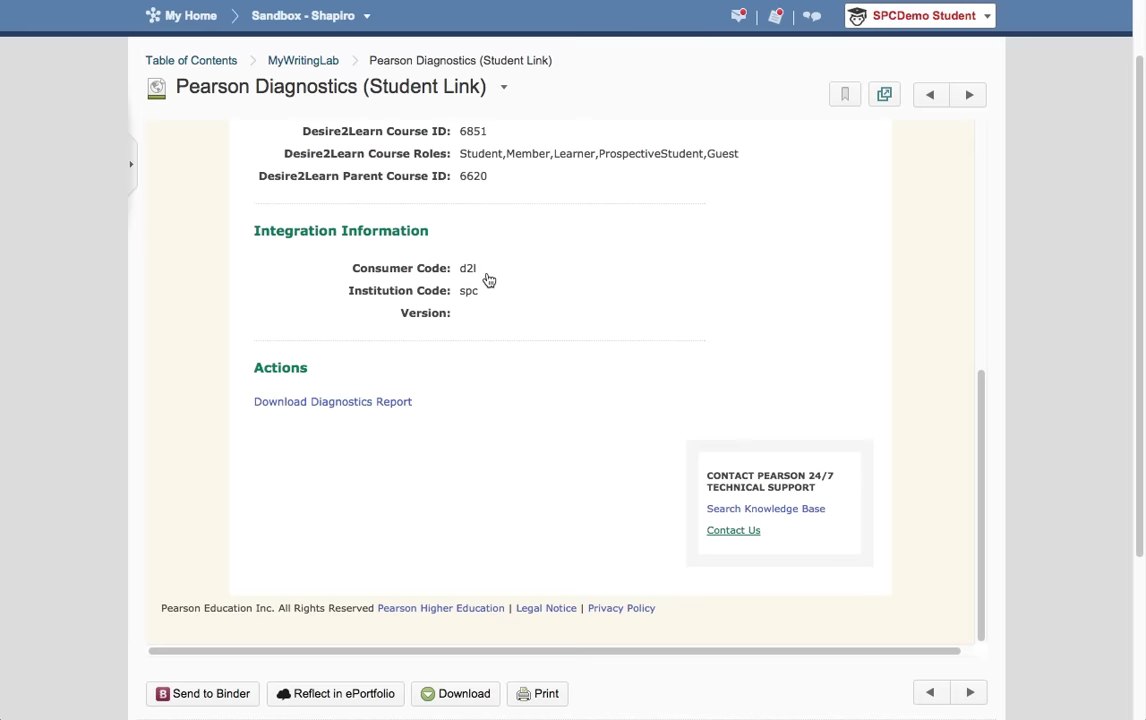 My Home
Sandbox - Shapiro
SPCDemo Student
Table of Contents
MyWritingLab
Pearson Diagnostics (Student Link)
Pearson Diagnostics (Student Link)
Desire2Learn Course ID: 6851
Desire2Learn Course Roles: Student,Member,Learner,ProspectiveStudent,Guest
Desire2Learn Parent Course ID: 6620
Integration Information
Consumer Code: d2l
Institution Code: spc
Version:
Actions
Download Diagnostics Report
CONTACT PEARSON 24/7
TECHNICAL SUPPORT
Search Knowledge Base
Contact Us
Pearson Education Inc. All Rights Reserved Pearson Higher Education | Legal Notice | Privacy Policy
B Send to Binder
Reflect in ePortfolio
Download
Print